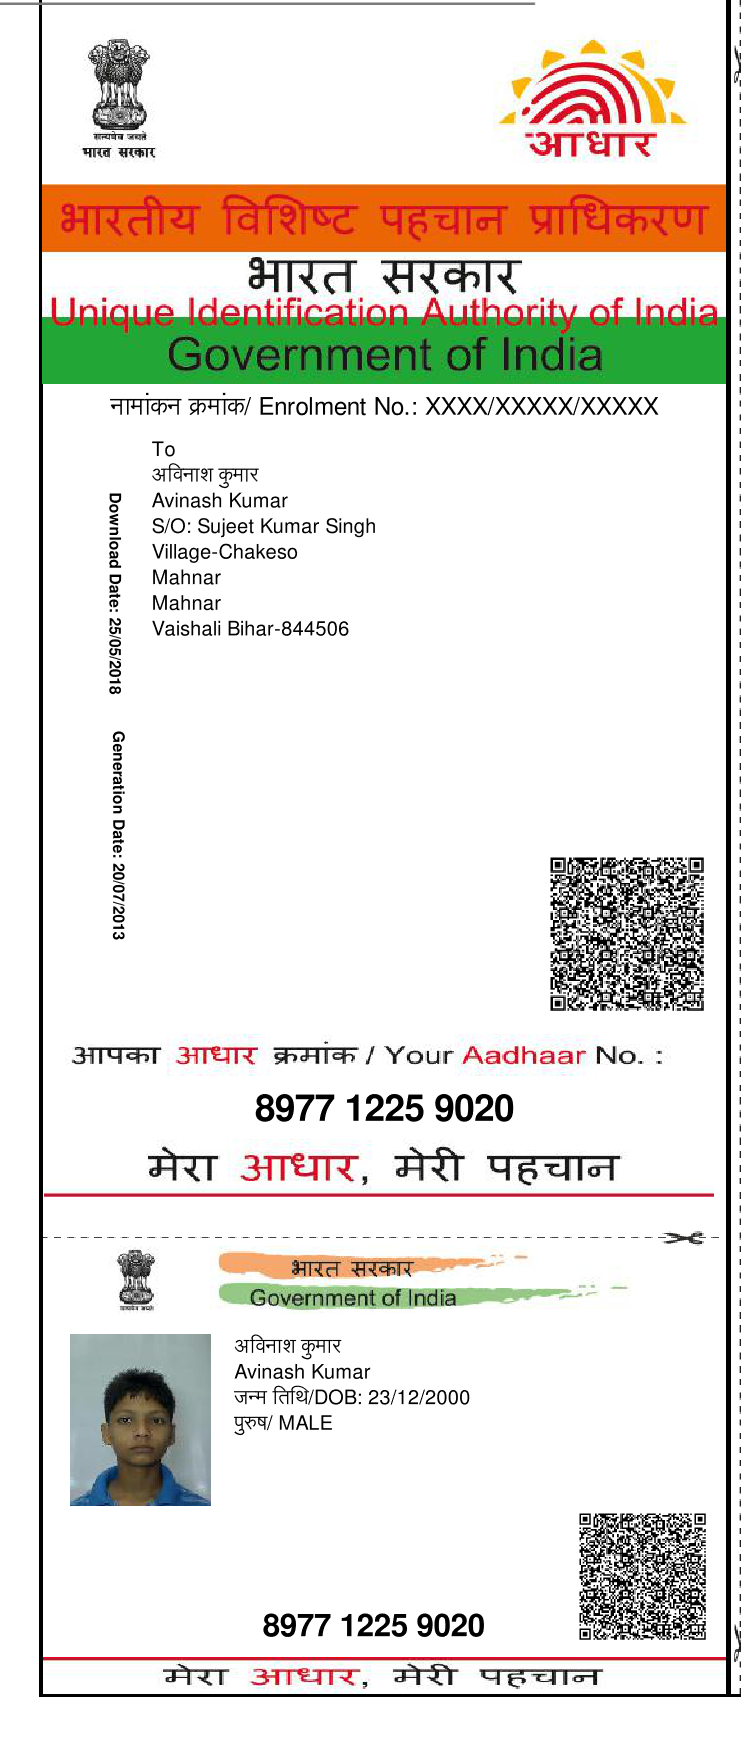 सत्यमेव जयते
भारत सरकार
आधार
भारतीय विशिष्ट पहचान प्राधिकरण
भारत सरकार
Unique Identification Authority of India
Government of India
नामांकन क्रमांक/ Enrolment No.: XXXX/XXXXX/XXXXX
To
अविनाश कुमार
Avinash Kumar
S/O: Sujeet Kumar Singh
Village-Chakeso
Mahnar
Mahnar
Vaishali Bihar-844506
Download Date: 25/05/2018
Generation Date: 20/07/2013
आपका आधार क्रमांक / Your Aadhaar No. :
8977 1225 9020
मेरा आधार, मेरी पहचान
भारत सरकार
Government of India
सत्यमेव जयते
अविनाश कुमार
Avinash Kumar
जन्म तिथि/DOB: 23/12/2000
पुरुष/ MALE
8977 1225 9020
मेरा आधार, मेरी पहचान